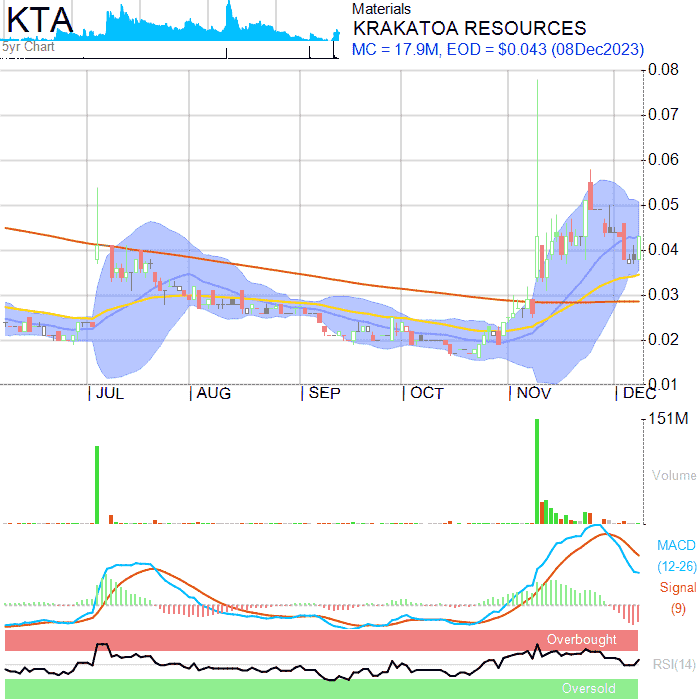 KTA
5yr Chart
Materials
KRAKATOA RESOURCES
MC = 17.9M, EOD = $0.043 (08Dec2023)
0.08
0.07
0.06
0.05
0.04
0.03
0.02
0.01
JUL AUG SEP OCT NOV DEC
151M
Volume
MACD
(12-26)
Signal
(9)
Overbought
RSI(14)
Oversold